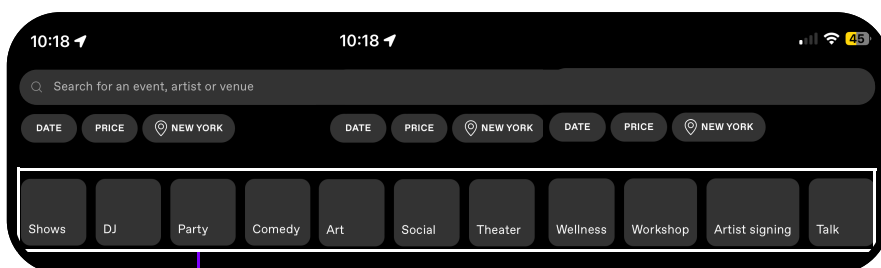 10:18 10:18 45
Search for an event, artist or venue
DATE PRICE NEW YORK DATE PRICE NEW YORK DATE PRICE NEW YORK
Shows DJ Party Comedy Art Social Theater Wellness Workshop Artist signing Talk